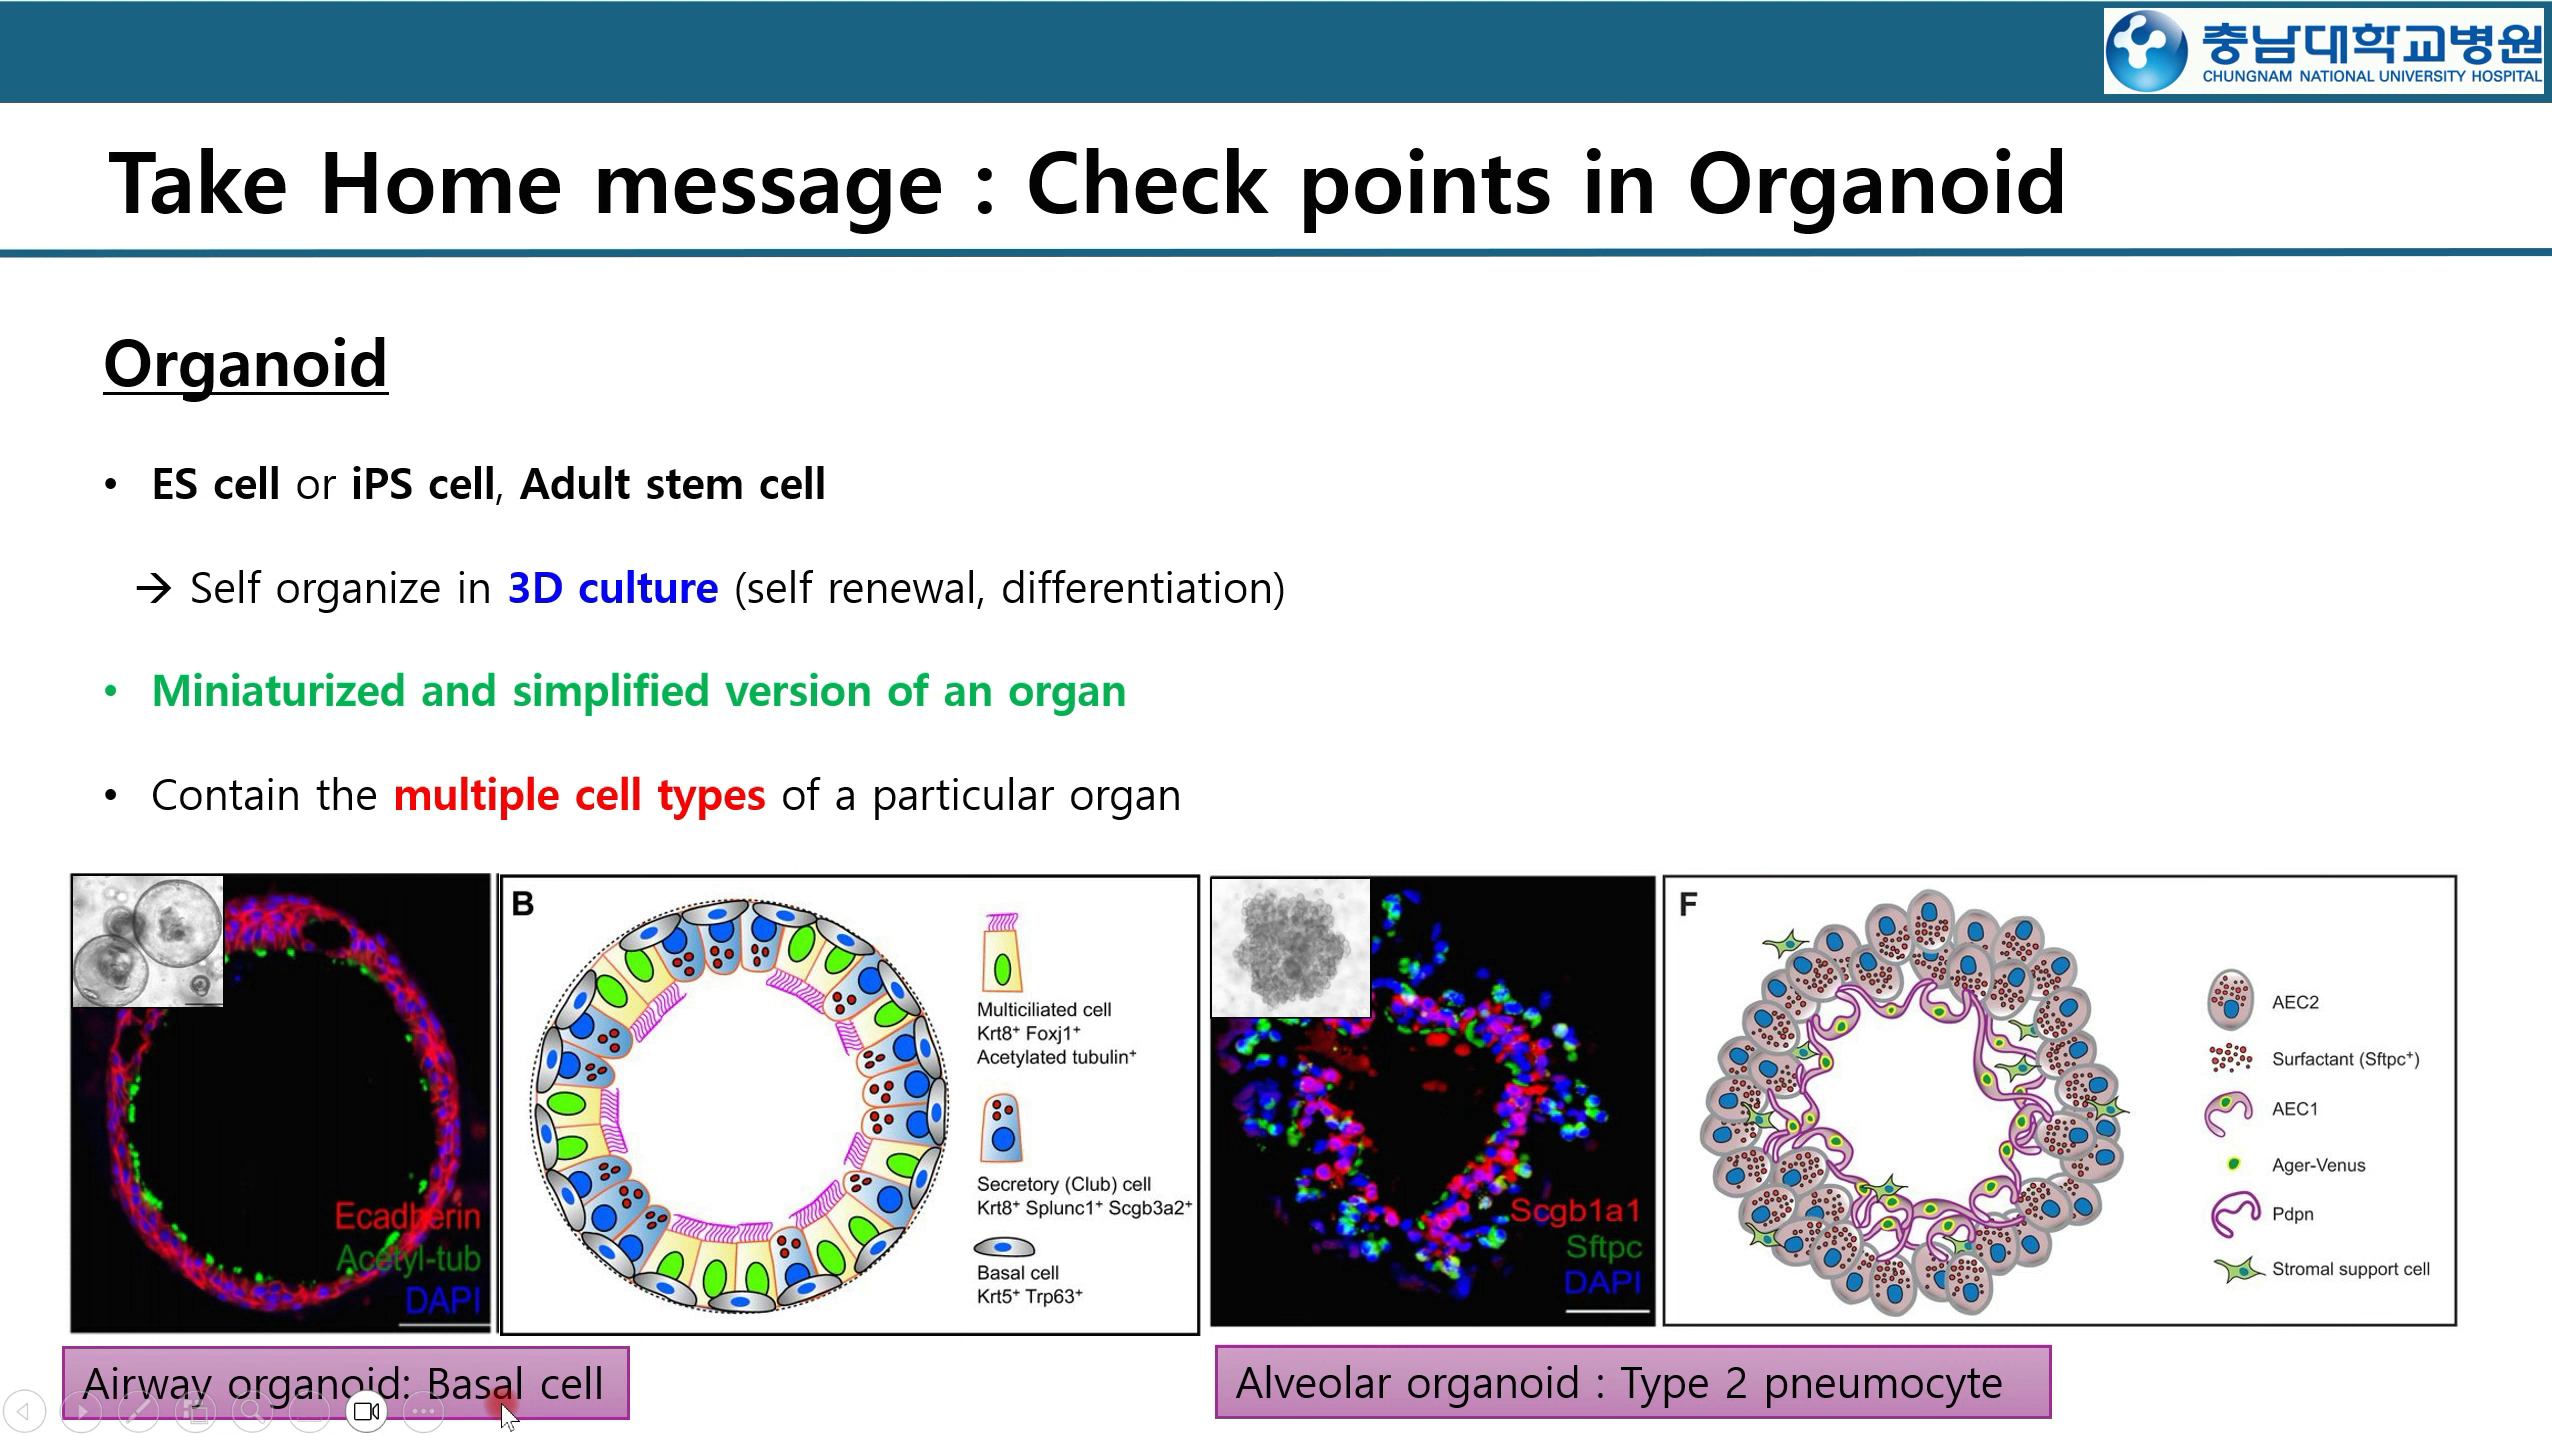 충남대학교병원
CHUNGNAM NATIONAL UNIVERSITY HOSPITAL
Take Home message : Check points in Organoid
Organoid
• ES cell or iPS cell, Adult stem cell
→ Self organize in 3D culture (self renewal, differentiation)
• Miniaturized and simplified version of an organ
• Contain the multiple cell types of a particular organ
Ecadherin
Acetyl-tub
DAPI
B
Multiciliated cell
Krt8⁺ Foxj1⁺
Acetylated tubulin⁺
Secretory (Club) cell
Krt8⁺ Splunc1⁺ Scgb3a2⁺
Basal cell
Krt5⁺ Trp63⁺
Scgb1a1
Sftpc
DAPI
F
AEC2
Surfactant (Sftpc⁺)
AEC1
Ager-Venus
Pdpn
Stromal support cell
Airway organoid: Basal cell
Alveolar organoid : Type 2 pneumocyte